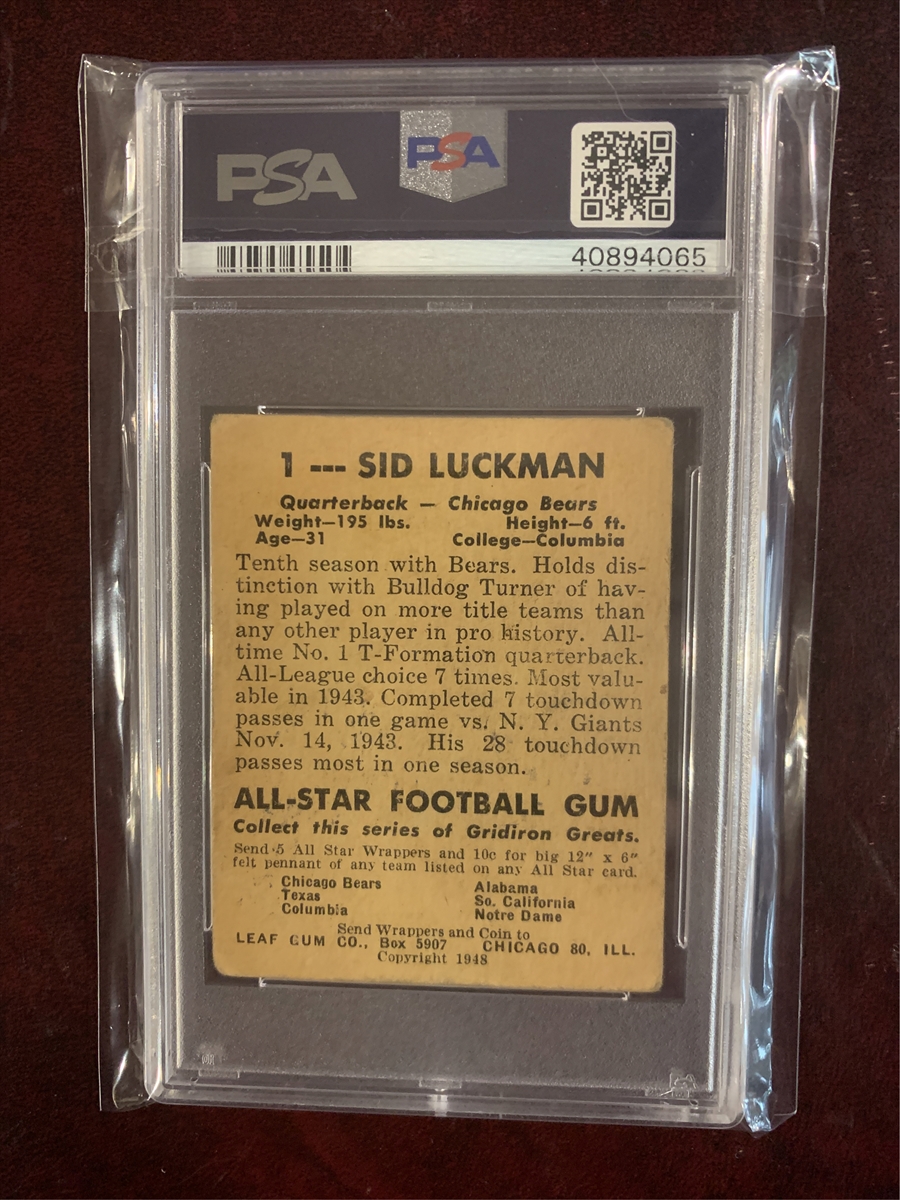 PSA
PSA
40894065
1 --- SID LUCKMAN
Quarterback — Chicago Bears
Weight—195 lbs. Height—6 ft.
Age—31 College—Columbia
Tenth season with Bears. Holds dis-
tinction with Bulldog Turner of hav-
ing played on more title teams than
any other player in pro history. All-
time No. 1 T-Formation quarterback.
All-League choice 7 times. Most valu-
able in 1943. Completed 7 touchdown
passes in one game vs. N. Y. Giants
Nov. 14, 1943. His 28 touchdown
passes most in one season.
ALL-STAR FOOTBALL GUM
Collect this series of Gridiron Greats.
Send 5 All Star Wrappers and 10c for big 12" x 6"
felt pennant of any team listed on any All Star card.
Chicago Bears Alabama
Texas So. California
Columbia Notre Dame
Send Wrappers and Coin to
LEAF GUM CO., Box 5907 CHICAGO 80, ILL.
Copyright 1948